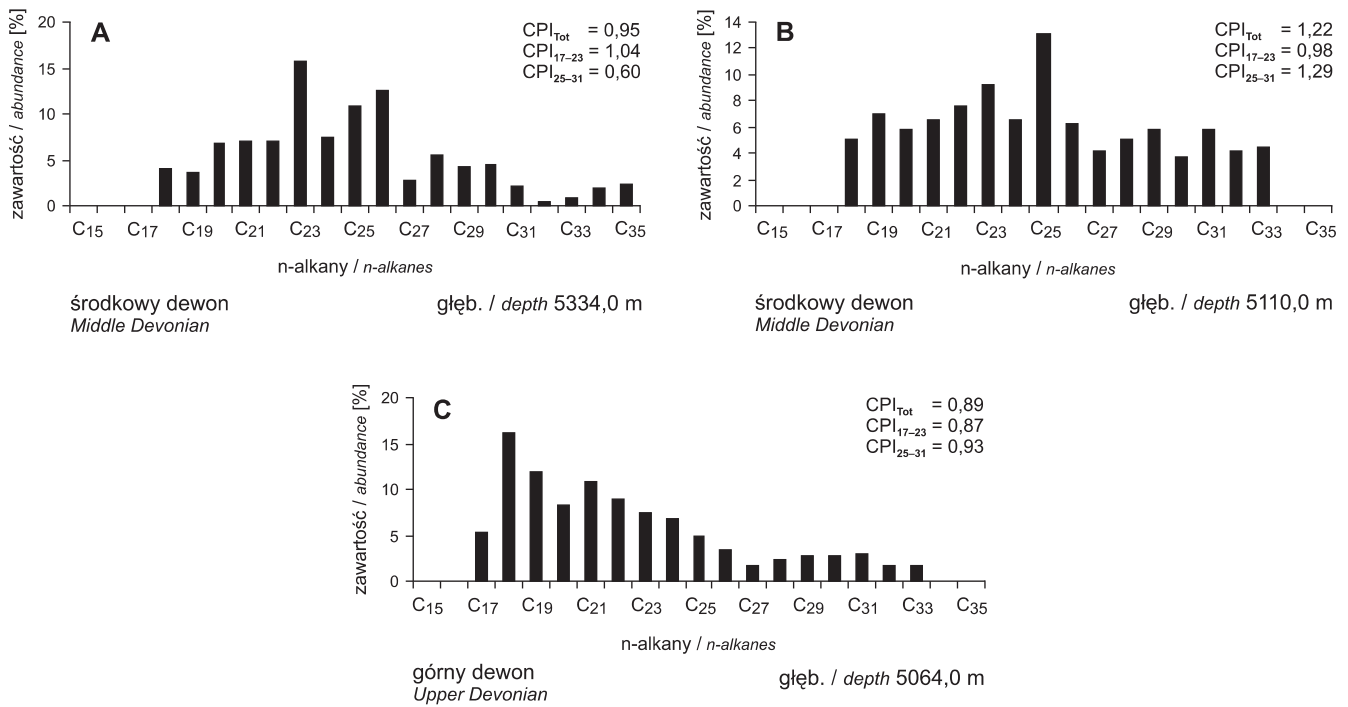 A
CPITot = 0,95
CPI17–23 = 1,04
CPI25–31 = 0,60
zawartość / abundance [%]
20
15
10
5
0
C15 C17 C19 C21 C23 C25 C27 C29 C31 C33 C35
n-alkany / n-alkanes
środkowy dewon
Middle Devonian
głęb. / depth 5334,0 m
B
CPITot = 1,22
CPI17–23 = 0,98
CPI25–31 = 1,29
zawartość / abundance [%]
14
12
10
8
6
4
2
0
C15 C17 C19 C21 C23 C25 C27 C29 C31 C33 C35
n-alkany / n-alkanes
środkowy dewon
Middle Devonian
głęb. / depth 5110,0 m
C
CPITot = 0,89
CPI17–23 = 0,87
CPI25–31 = 0,93
zawartość / abundance [%]
20
15
10
5
0
C15 C17 C19 C21 C23 C25 C27 C29 C31 C33 C35
n-alkany / n-alkanes
górny dewon
Upper Devonian
głęb. / depth 5064,0 m